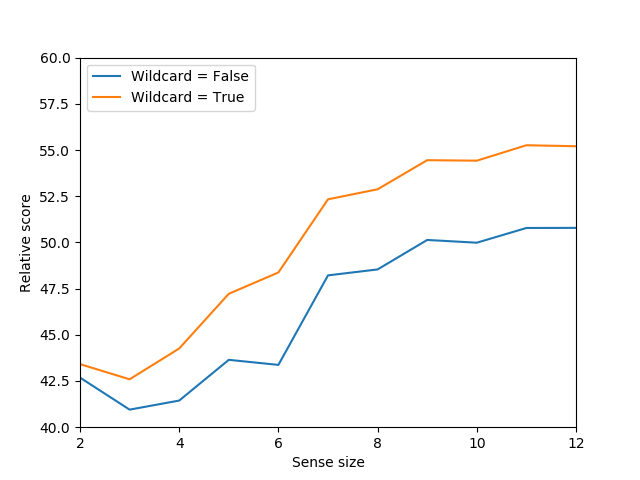 Wildcard = False
Wildcard = True
60.0
57.5
55.0
52.5
50.0
47.5
45.0
42.5
40.0
Relative score
2 4 6 8 10 12
Sense size